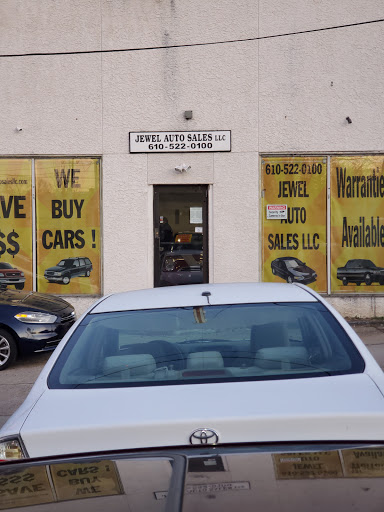 JEWEL AUTO SALES LLC
610-522-0100
WE
BUY
CARS !
$$
610-522-0100
JEWEL
AUTO
SALES LLC
WARNING
Warrantie
Available